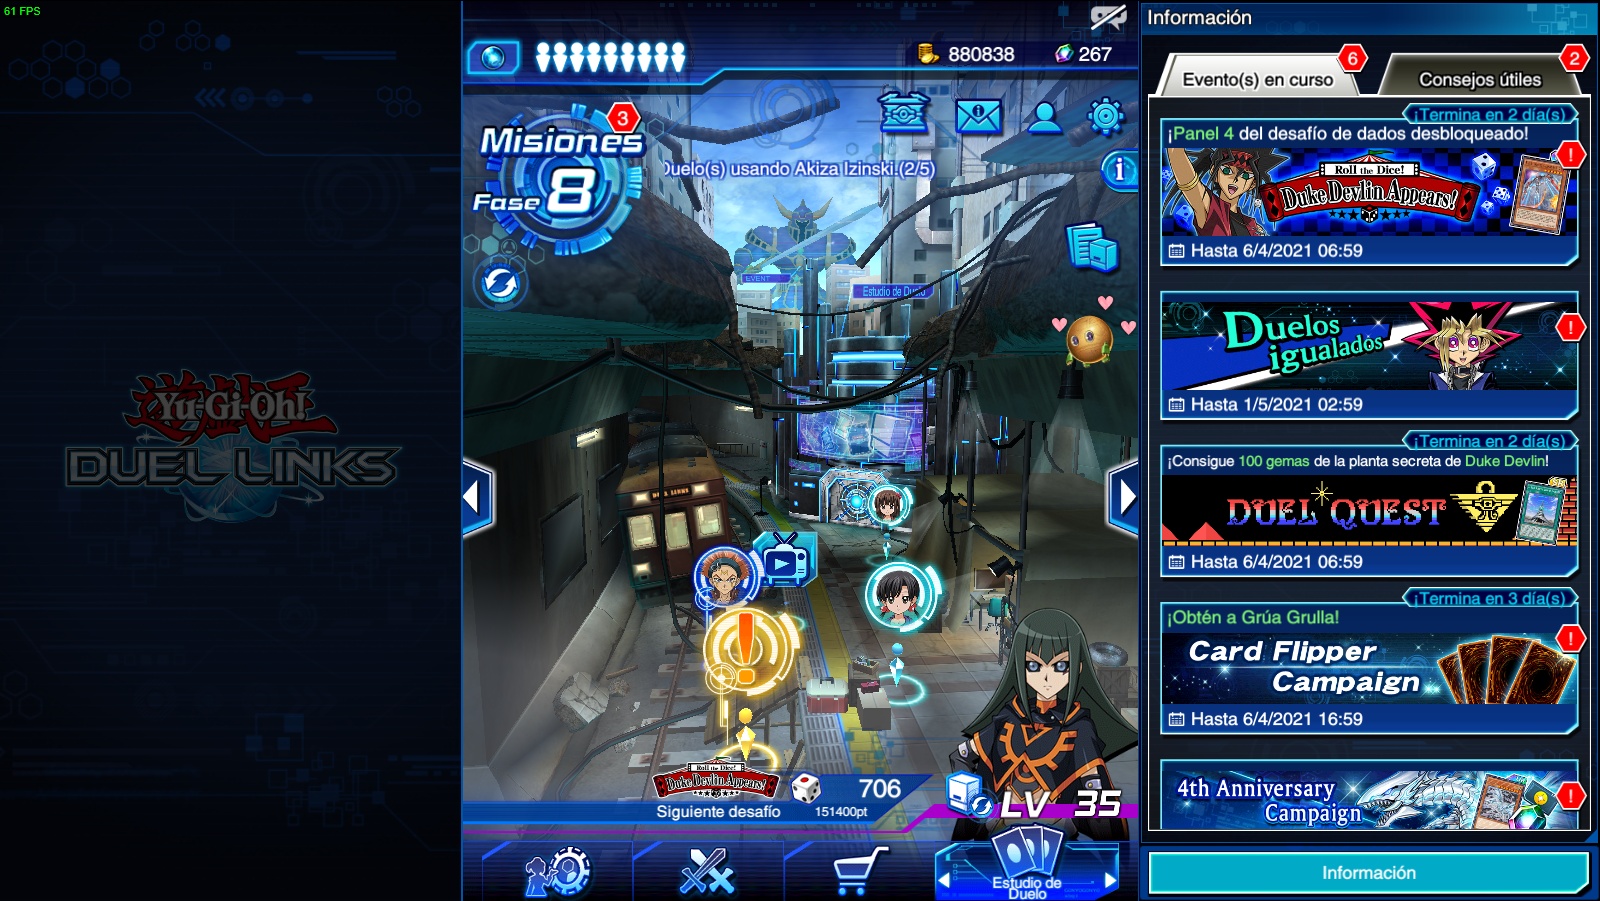 61 FPS
Yu-Gi-Oh!
DUEL LINKS
880838
267
3
Misiones
Fase 8
Duelo(s) usando Akiza Izinski.(2/5)
EVENT
Estudio de Duelo
DUEL LINKS
Roll the Dice!
Duke Devlin Appears!
706
Siguiente desafío
151400pt
LV 35
Estudio de
Duelo
Información
Evento(s) en curso
6
Consejos útiles
2
¡Termina en 2 día(s)
¡Panel 4 del desafío de dados desbloqueado!
Roll the Dice!
Duke Devlin Appears!
Hasta 6/4/2021 06:59
Duelos
igualados
Hasta 1/5/2021 02:59
¡Termina en 2 día(s)
¡Consigue 100 gemas de la planta secreta de Duke Devlin!
DUEL QUEST
Hasta 6/4/2021 06:59
¡Termina en 3 día(s)
¡Obtén a Grúa Grulla!
Card Flipper
Campaign
Hasta 6/4/2021 16:59
4th Anniversary
Campaign
Información